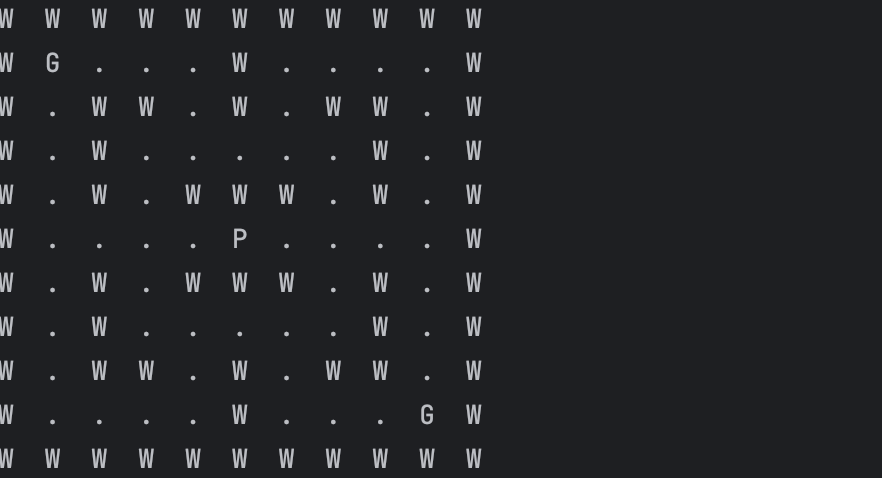 W W W W W W W W W W W
W G . . . W . . . . W
W . W W . W . W W . W
W . W . . . . . W . W
W . W . W W W . W . W
W . . . . P . . . . W
W . W . W W W . W . W
W . W . . . . . W . W
W . W W . W . W W . W
W . . . . W . . . G W
W W W W W W W W W W W